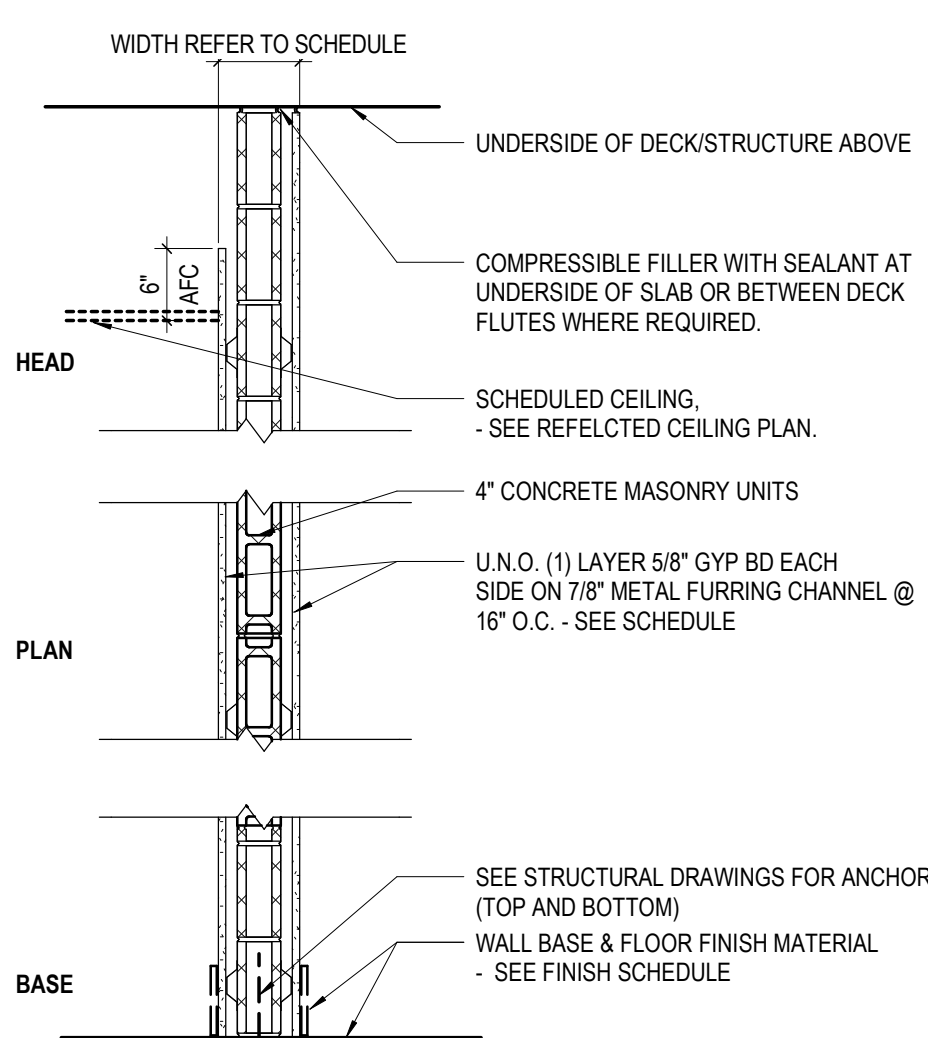 WIDTH REFER TO SCHEDULE
UNDERSIDE OF DECK/STRUCTURE ABOVE
6"
AFC
COMPRESSIBLE FILLER WITH SEALANT AT
UNDERSIDE OF SLAB OR BETWEEN DECK
FLUTES WHERE REQUIRED.
HEAD
SCHEDULED CEILING,
- SEE REFELCTED CEILING PLAN.
4" CONCRETE MASONRY UNITS
U.N.O. (1) LAYER 5/8" GYP BD EACH
SIDE ON 7/8" METAL FURRING CHANNEL @
16" O.C. - SEE SCHEDULE
PLAN
SEE STRUCTURAL DRAWINGS FOR ANCHOR
(TOP AND BOTTOM)
WALL BASE & FLOOR FINISH MATERIAL
- SEE FINISH SCHEDULE
BASE